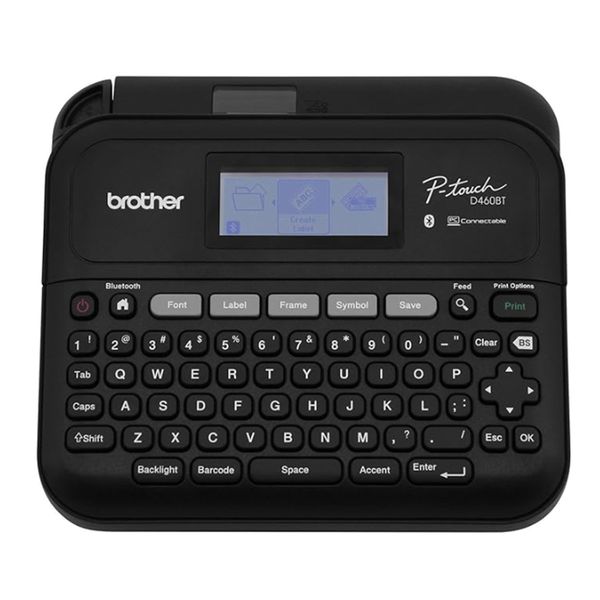 brother
P-touch
D460BT
PC Connectable
ABC
Create
Label
Bluetooth
Feed
Print Options
Font Label Frame Symbol Save Print
1 ! 2 @ 3 # 4 $ 5 % 6 ' 7 & 8 * 9 ( 0 ) – " Clear BS
Tab Q W E R T Y U I O P
Caps A S D F G H J K L ; :
⇧Shift Z X C V B N M , ? . / Esc OK
Backlight Barcode Space Accent Enter